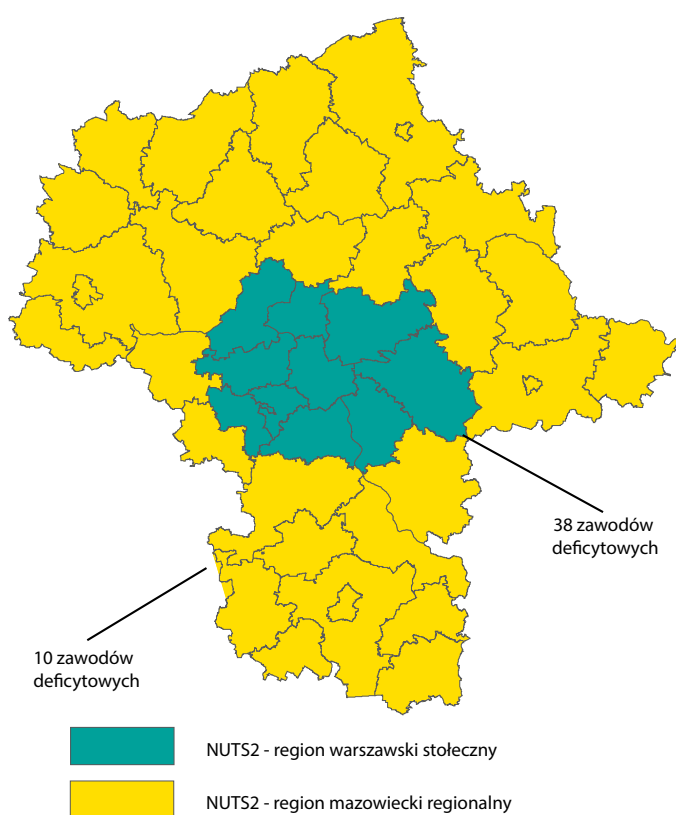 38 zawodów
deficytowych
10 zawodów
deficytowych
NUTS2 - region warszawski stołeczny
NUTS2 - region mazowiecki regionalny